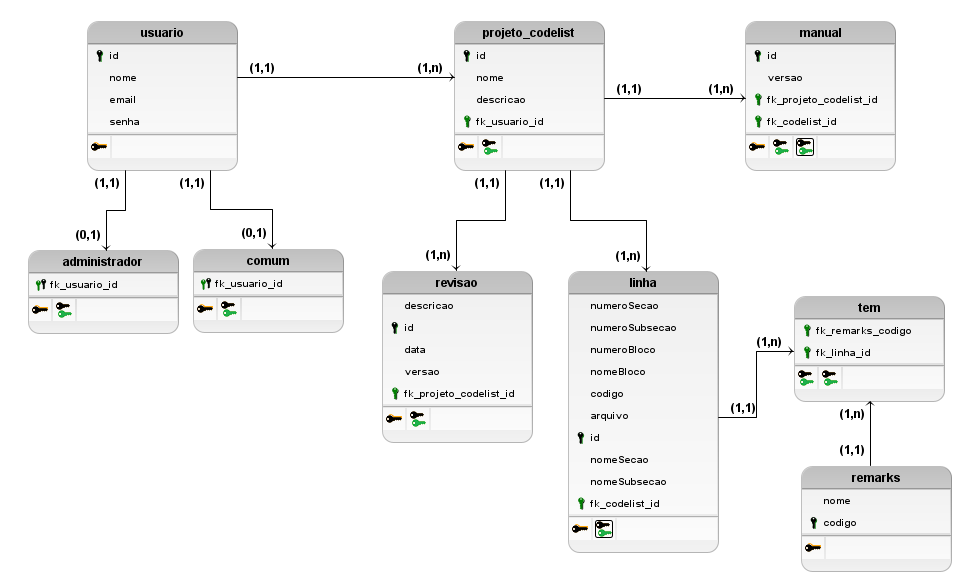 usuario
id
nome
email
senha
(1,1)
(1,n)
projeto_codelist
id
nome
descricao
fk_usuario_id
(1,1)
(1,n)
manual
id
versao
fk_projeto_codelist_id
fk_codelist_id
(1,1)
(1,1)
(0,1)
(0,1)
administrador
fk_usuario_id
comum
fk_usuario_id
(1,1)
(1,1)
(1,n)
(1,n)
revisao
descricao
id
data
versao
fk_projeto_codelist_id
linha
numeroSecao
numeroSubsecao
numeroBloco
nomeBloco
codigo
arquivo
id
nomeSecao
nomeSubsecao
fk_codelist_id
(1,1)
(1,n)
tem
fk_remarks_codigo
fk_linha_id
(1,n)
(1,1)
remarks
nome
codigo